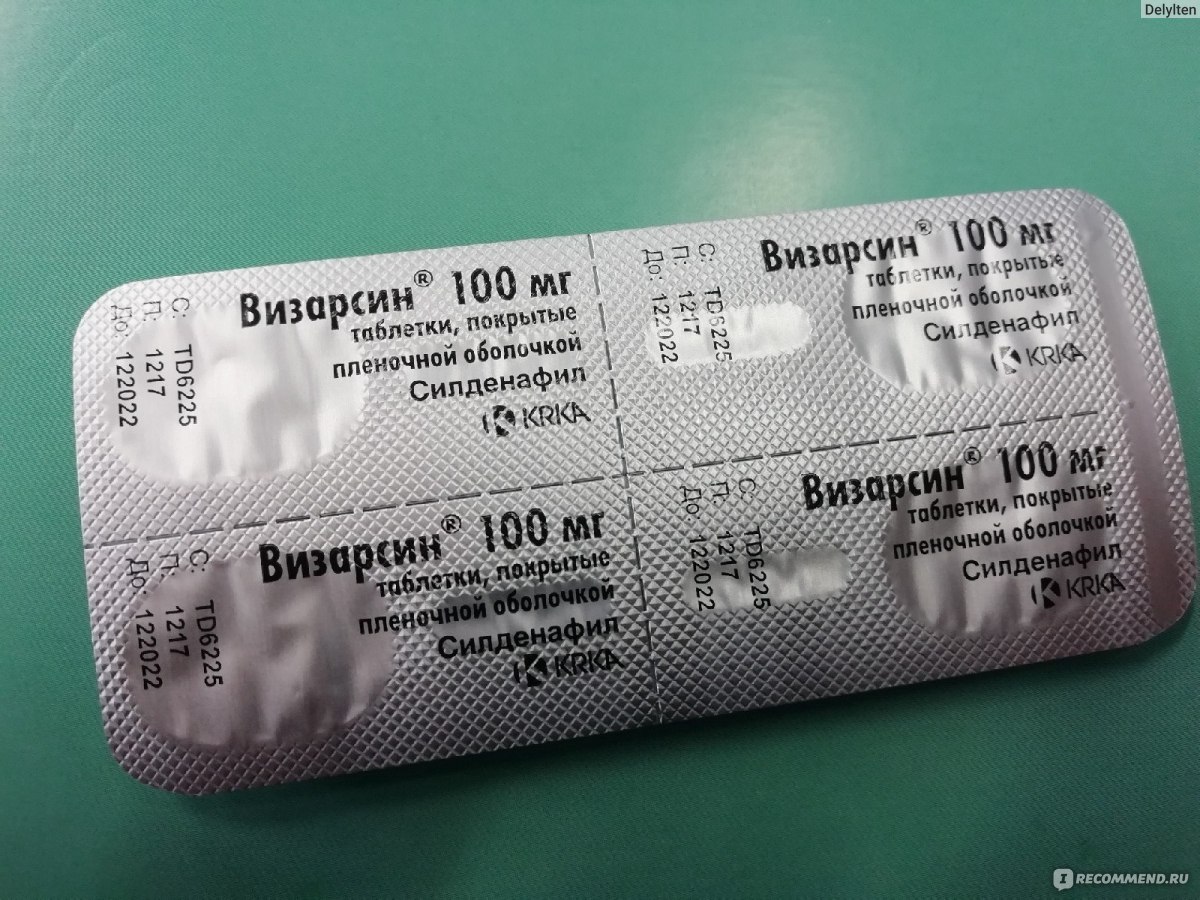 Delylten
Визарсин® 100 мг
таблетки, покрытые
пленочной оболочкой
Силденафил
KRKA
С: TD6225
П: 1217
До: 122022
Визарсин® 100 мг
таблетки, покрытые
пленочной оболочкой
Силденафил
KRKA
С: TD6225
П: 1217
До: 122022
Визарсин® 100 мг
таблетки, покрытые
пленочной оболочкой
Силденафил
KRKA
С: TD6225
П: 1217
До: 122022
Визарсин® 100 мг
таблетки, покрытые
пленочной оболочкой
Силденафил
KRKA
С: TD6225
П: 1217
До: 122022
IRECOMMEND.RU